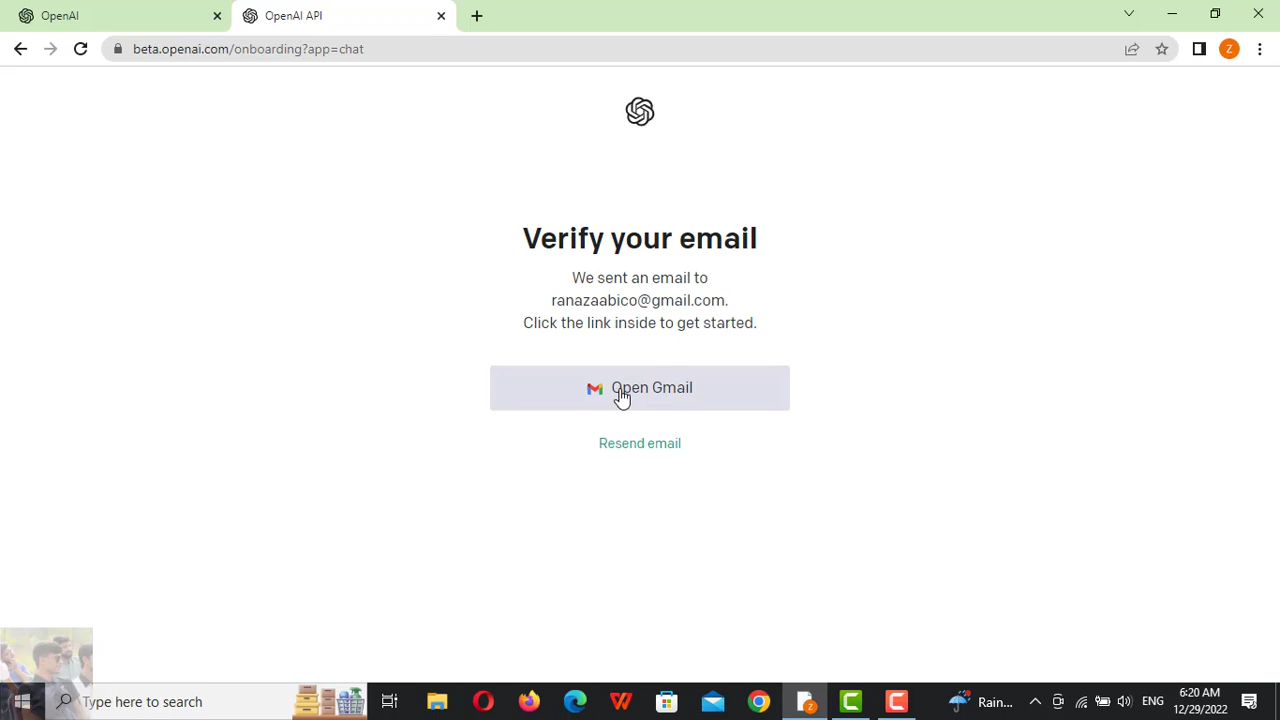 OpenAI
OpenAI API
beta.openai.com/onboarding?app=chat
Z
Verify your email
We sent an email to
ranazaabico@gmail.com.
Click the link inside to get started.
Open Gmail
Resend email
Type here to search
Rain...
ENG
6:20 AM
12/29/2022